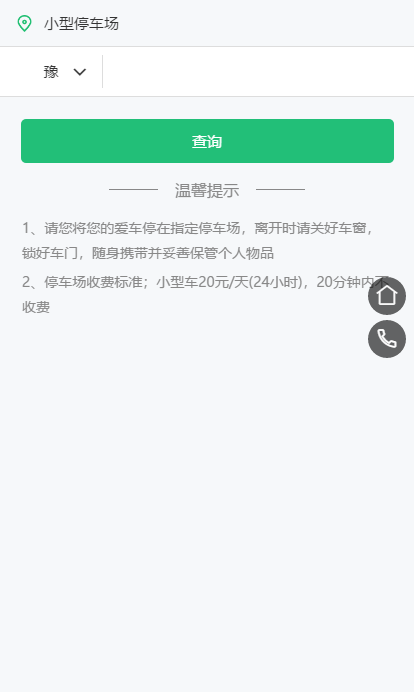 小型停车场
豫
查询
温馨提示
1、请您将您的爱车停在指定停车场，离开时请关好车窗，
锁好车门，随身携带并妥善保管个人物品
2、停车场收费标准；小型车20元/天(24小时)，20分钟内不
收费